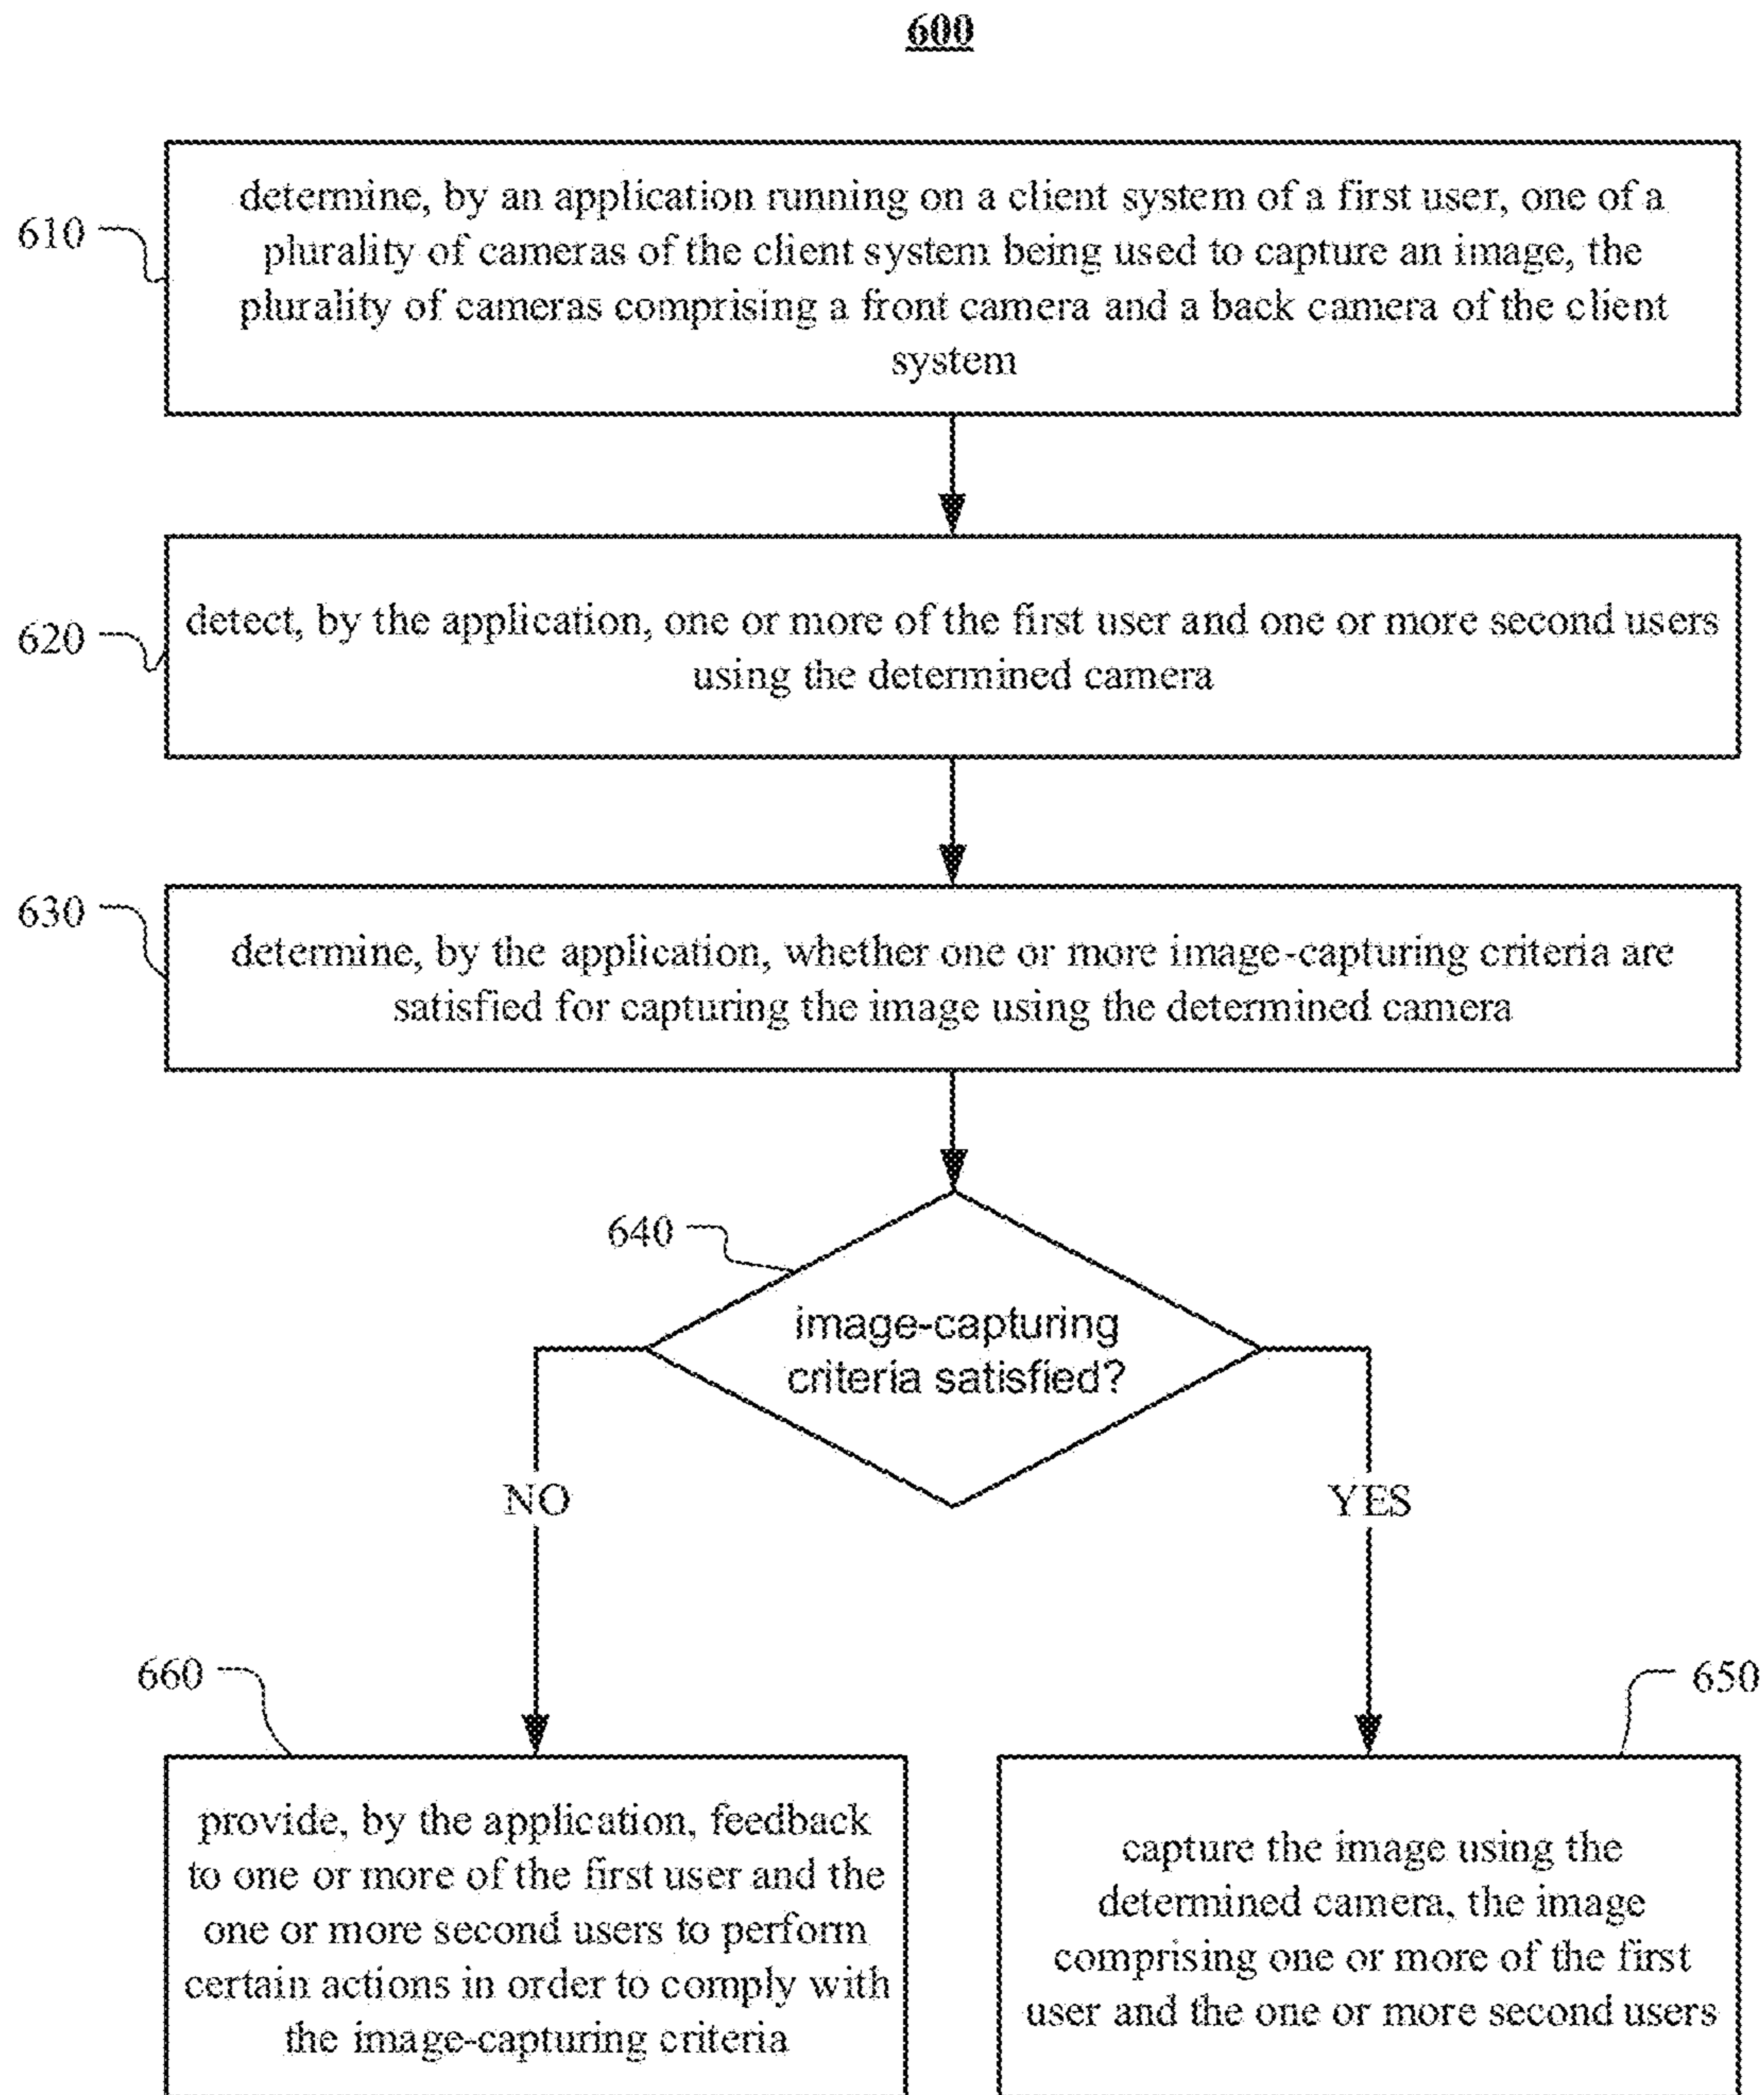 600
610
determine, by an application running on a client system of a first user, one of a
plurality of cameras of the client system being used to capture an image, the
plurality of cameras comprising a front camera and a back camera of the client
system
620
detect, by the application, one or more of the first user and one or more second users
using the determined camera
630
determine, by the application, whether one or more image-capturing criteria are
satisfied for capturing the image using the determined camera
640
image-capturing
criteria satisfied?
NO
YES
660
provide, by the application, feedback
to one or more of the first user and the
one or more second users to perform
certain actions in order to comply with
the image-capturing criteria
650
capture the image using the
determined camera, the image
comprising one or more of the first
user and the one or more second users